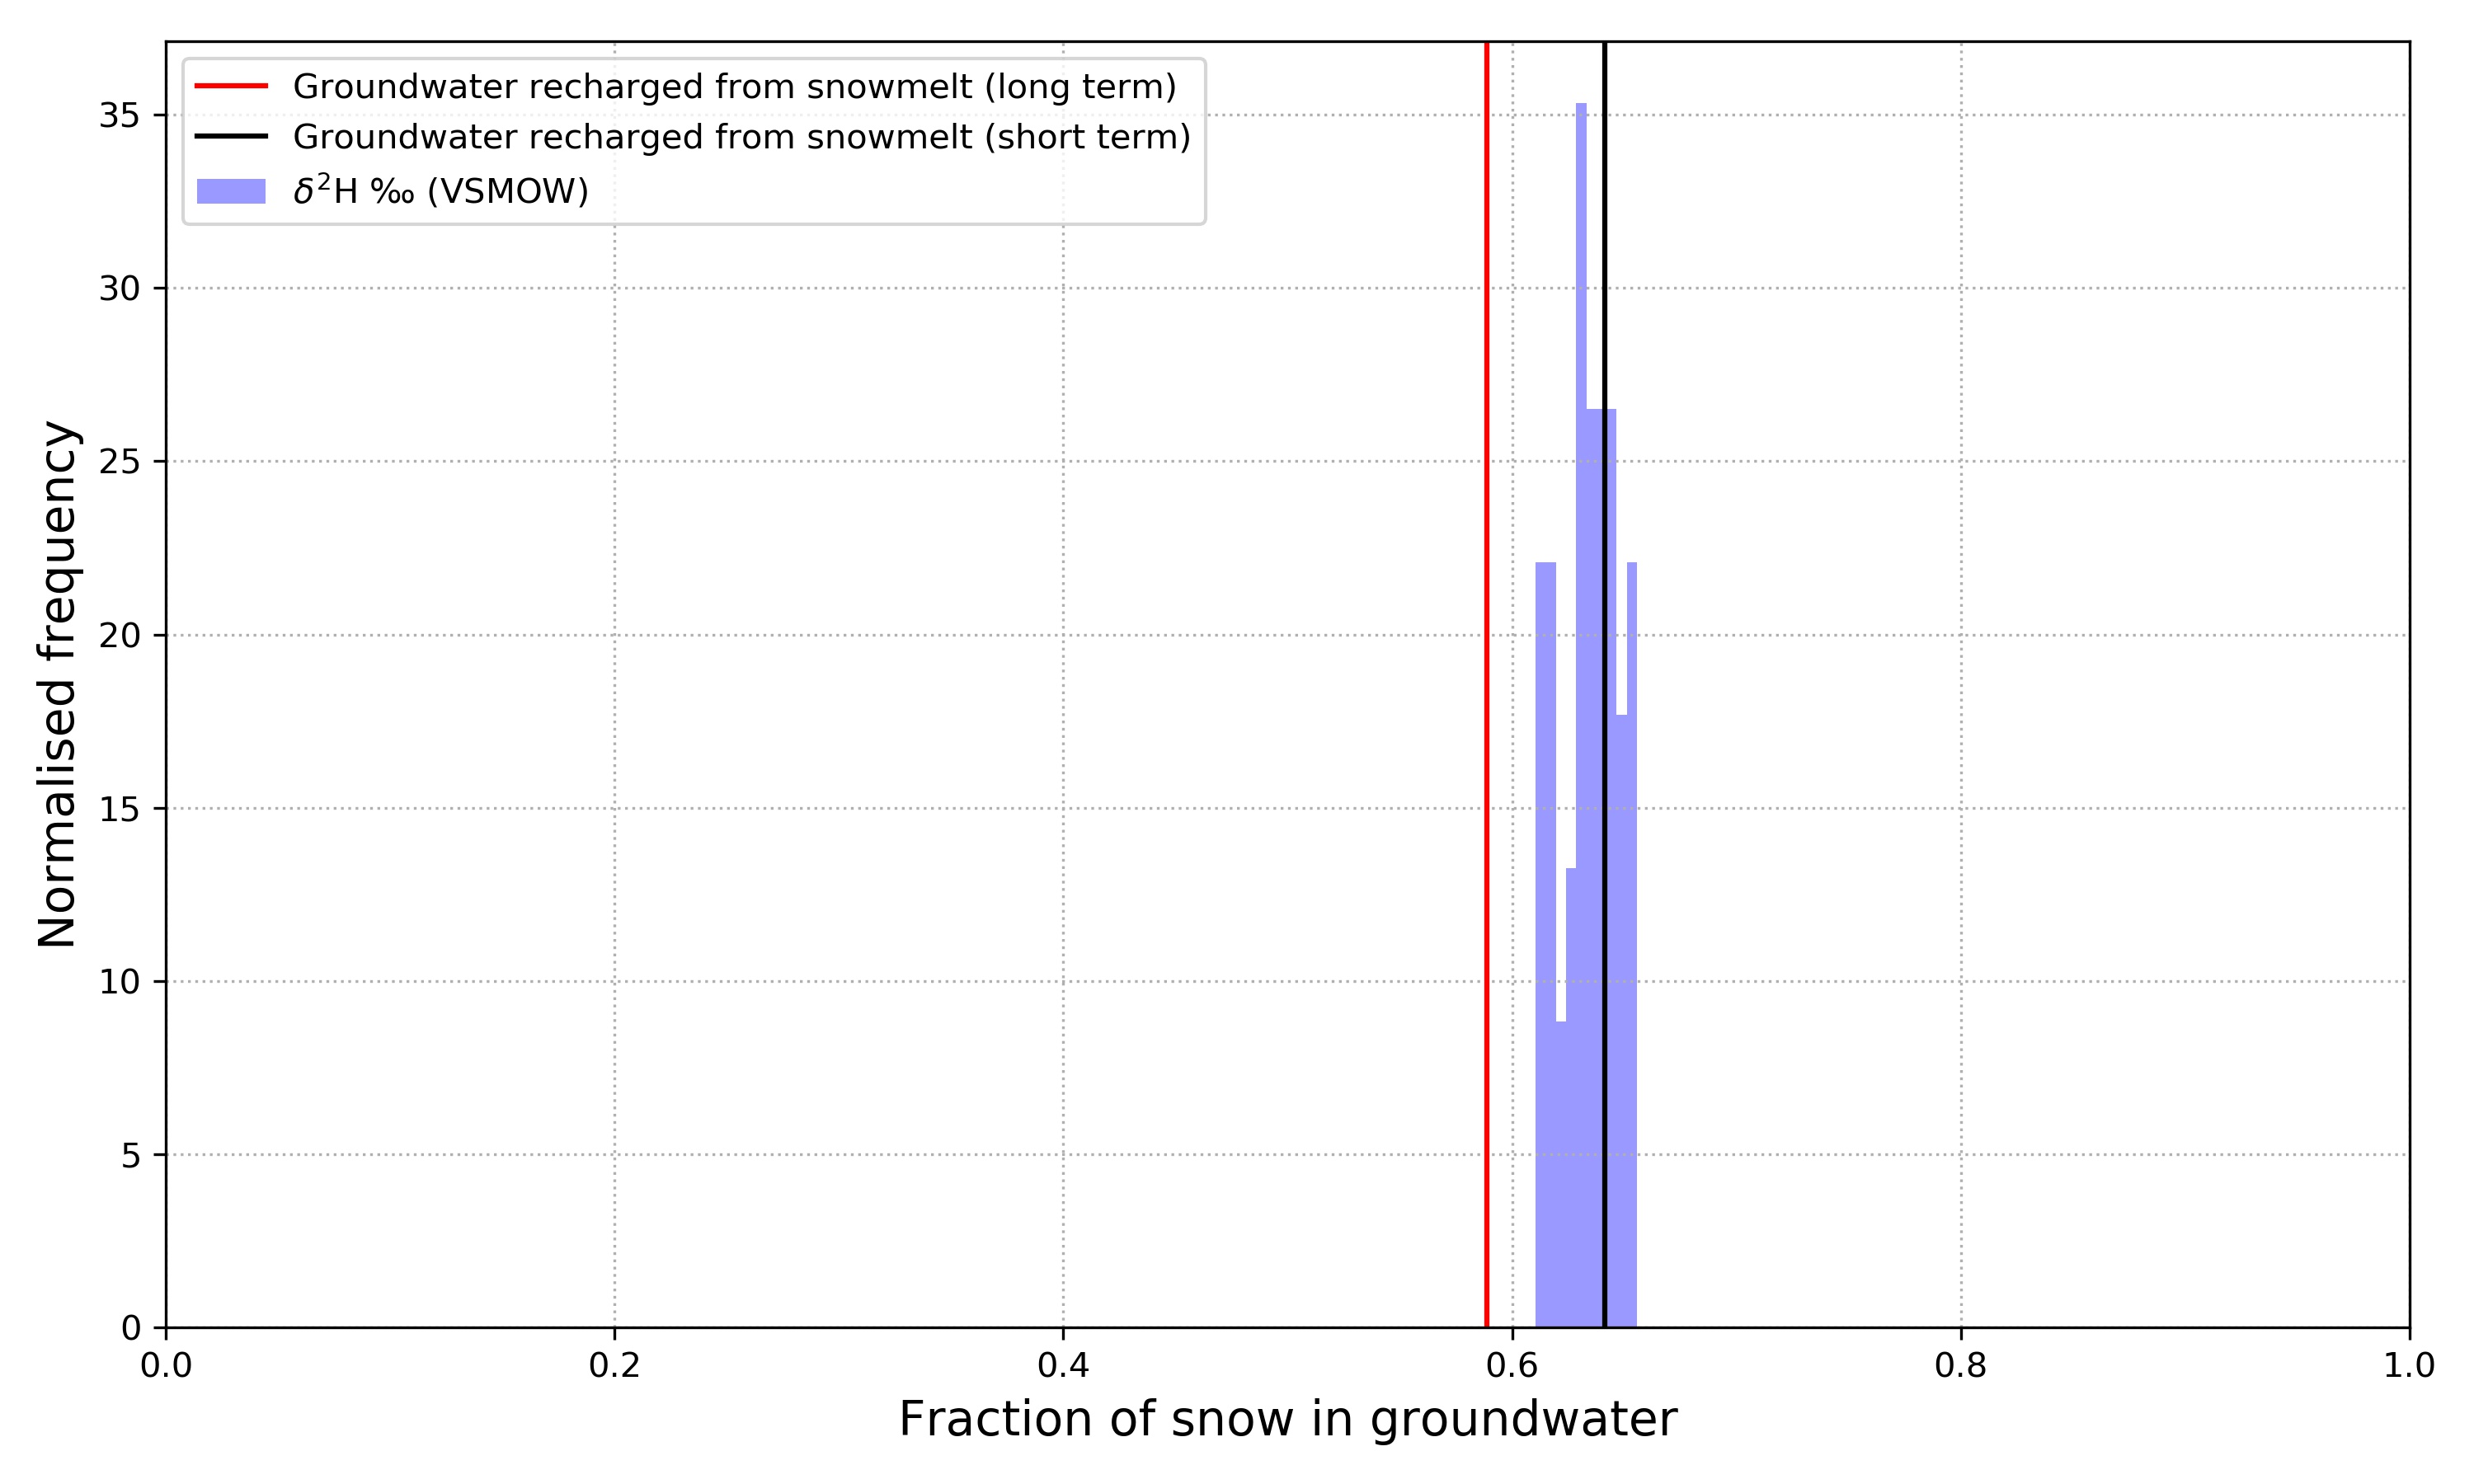 Groundwater recharged from snowmelt (long term)
Groundwater recharged from snowmelt (short term)
δ²H ‰ (VSMOW)
35
30
25
20
15
10
5
0
Normalised frequency
0.0 0.2 0.4 0.6 0.8 1.0
Fraction of snow in groundwater